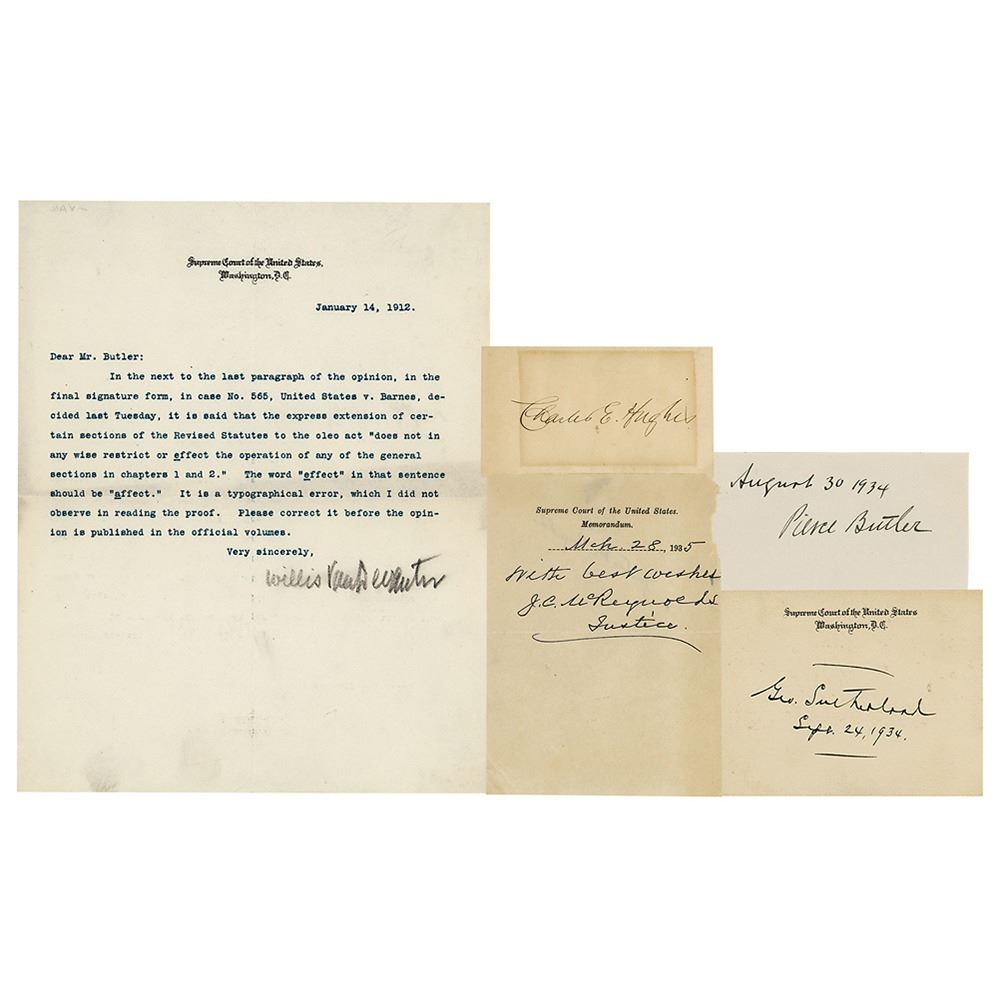 Supreme Court of the United States,
Washington, D.C.
January 14, 1912.
Dear Mr. Butler:
In the next to the last paragraph of the opinion, in the
final signature form, in case No. 565, United States v. Barnes, de-
cided last Tuesday, it is said that the express extension of cer-
tain sections of the Revised Statutes to the oleo act "does not in
any wise restrict or effect the operation of any of the general
sections in chapters 1 and 2." The word "effect" in that sentence
should be "affect." It is a typographical error, which I did not
observe in reading the proof. Please correct it before the opin-
ion is published in the official volumes.
Very sincerely,
Willis Van Devanter
Charles E. Hughes
Supreme Court of the United States.
Memorandum.
Mch. 28, 1935
With best wishes
J.C. McReynolds
Justice.
August 30 1934
Pierce Butler
Supreme Court of the United States
Washington, D.C.
Geo. Sutherland
Sept. 24, 1934.